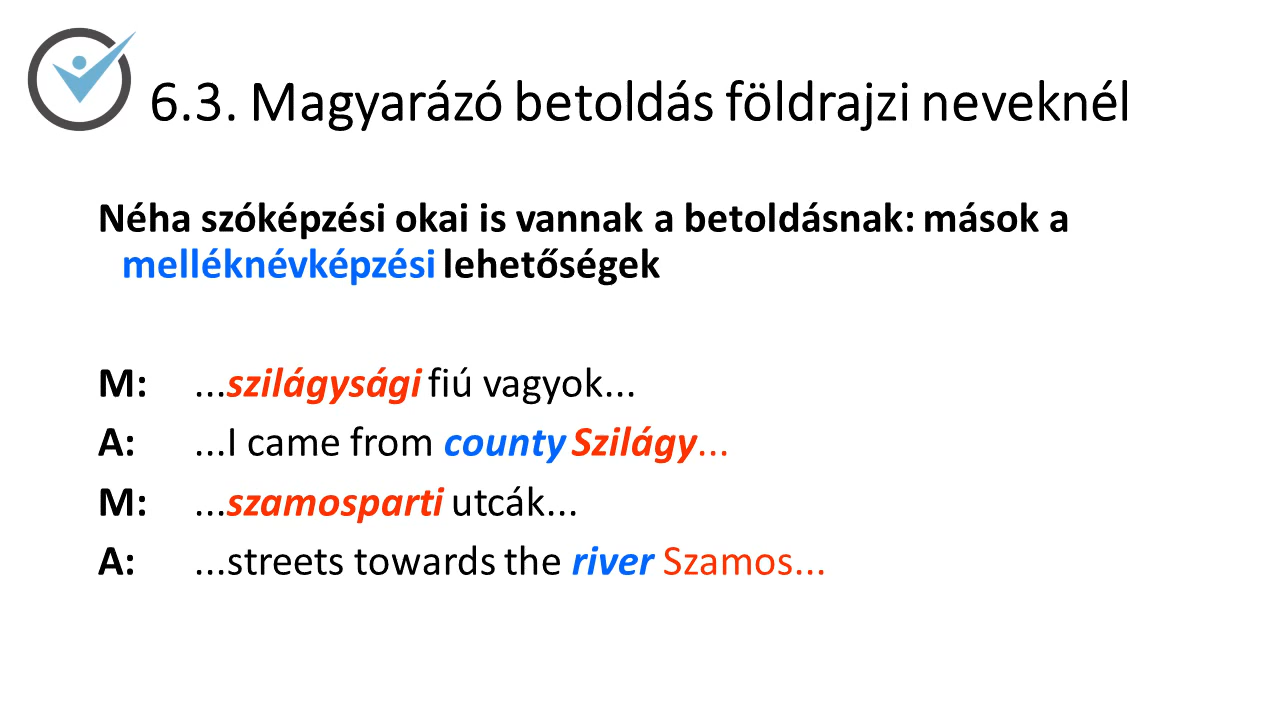 6.3. Magyarázó betoldás földrajzi neveknél
Néha szóképzési okai is vannak a betoldásnak: mások a
melléknévképzési lehetőségek
M: ...szilágysági fiú vagyok...
A: ...I came from county Szilágy...
M: ...szamosparti utcák...
A: ...streets towards the river Szamos...